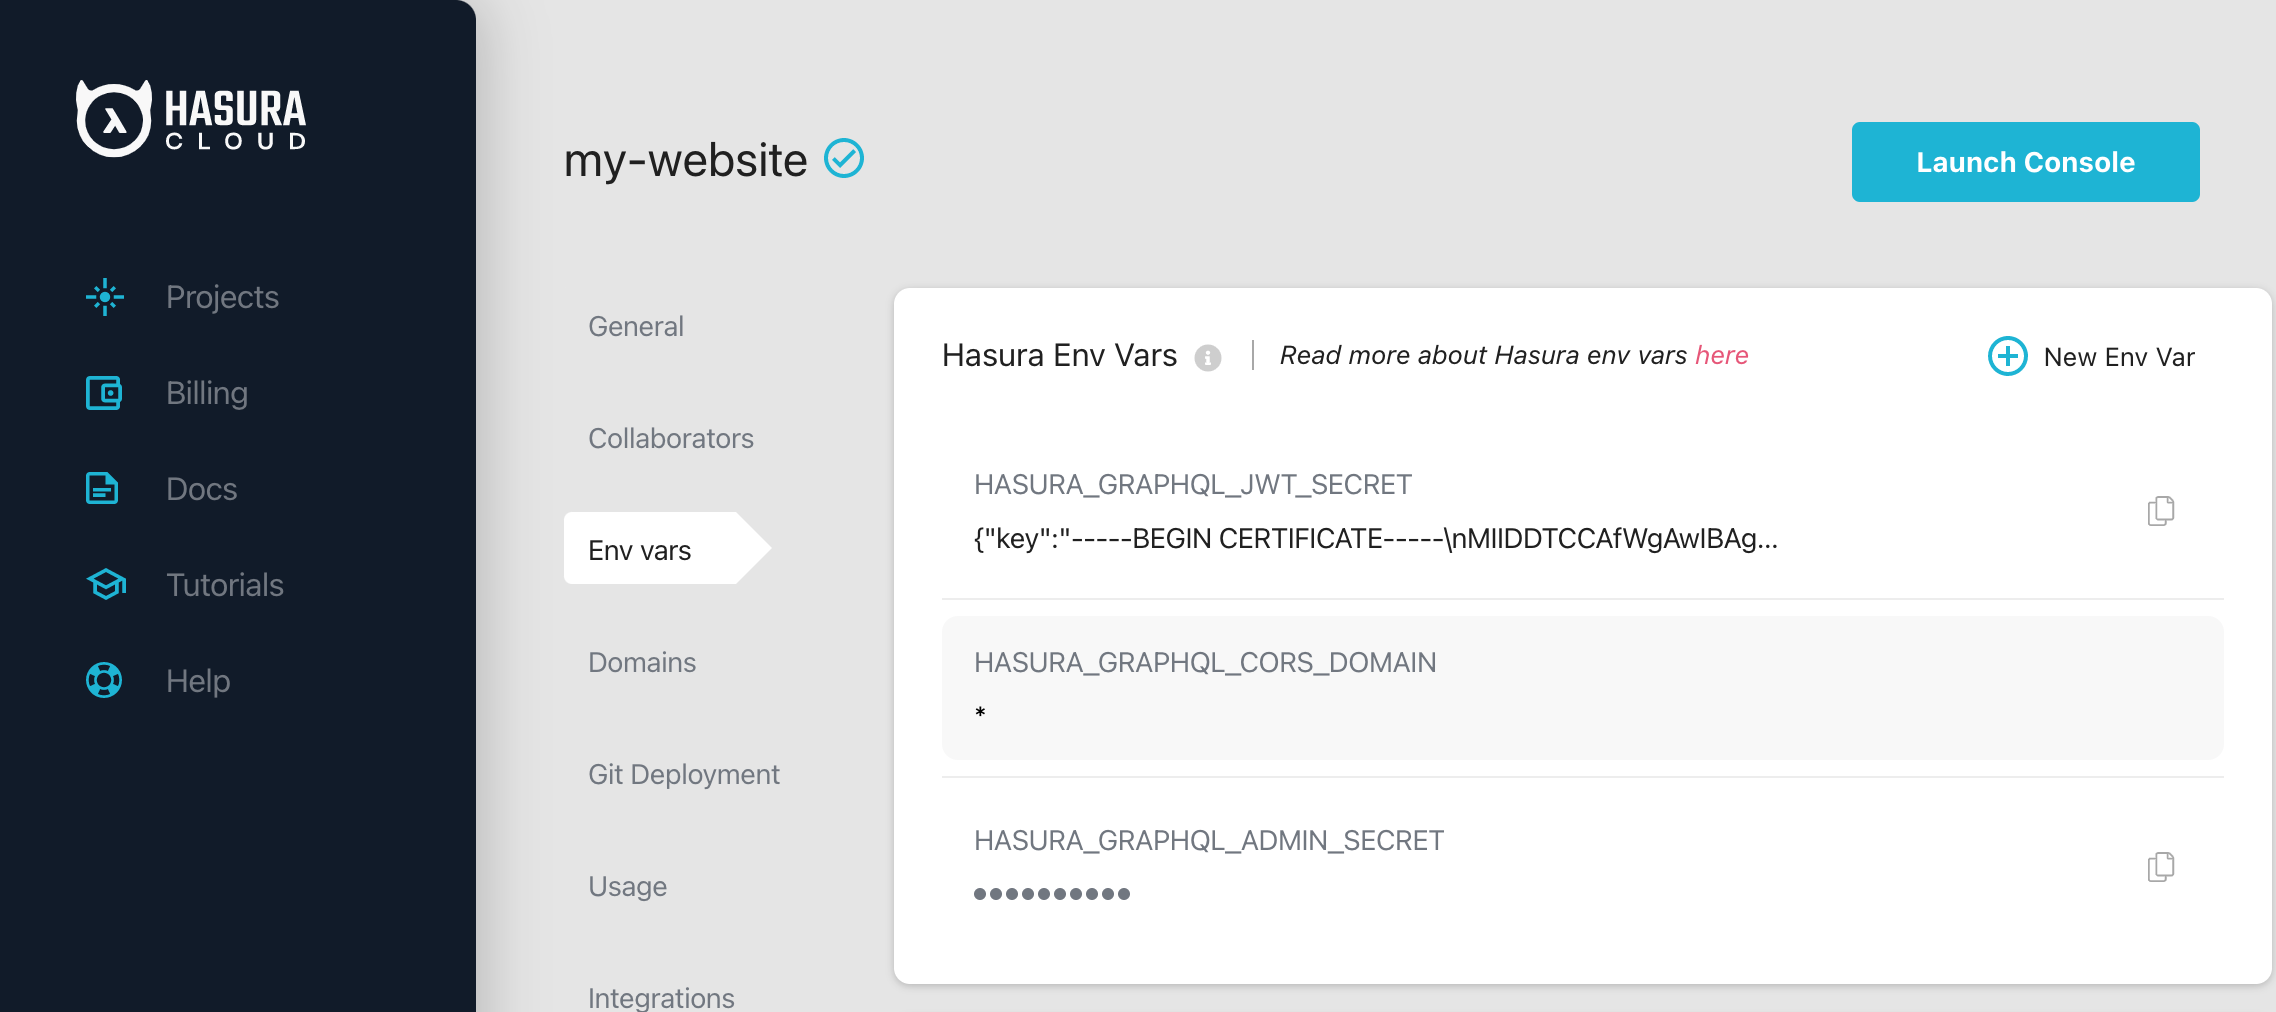 HASURA
CLOUD
Projects
Billing
Docs
Tutorials
Help
my-website
Launch Console
General
Collaborators
Env vars
Domains
Git Deployment
Usage
Integrations
Hasura Env Vars | Read more about Hasura env vars here
New Env Var
HASURA_GRAPHQL_JWT_SECRET
{"key":"-----BEGIN CERTIFICATE-----\nMIIDDTCCAfWgAwIBAg...
HASURA_GRAPHQL_CORS_DOMAIN
*
HASURA_GRAPHQL_ADMIN_SECRET
••••••••••